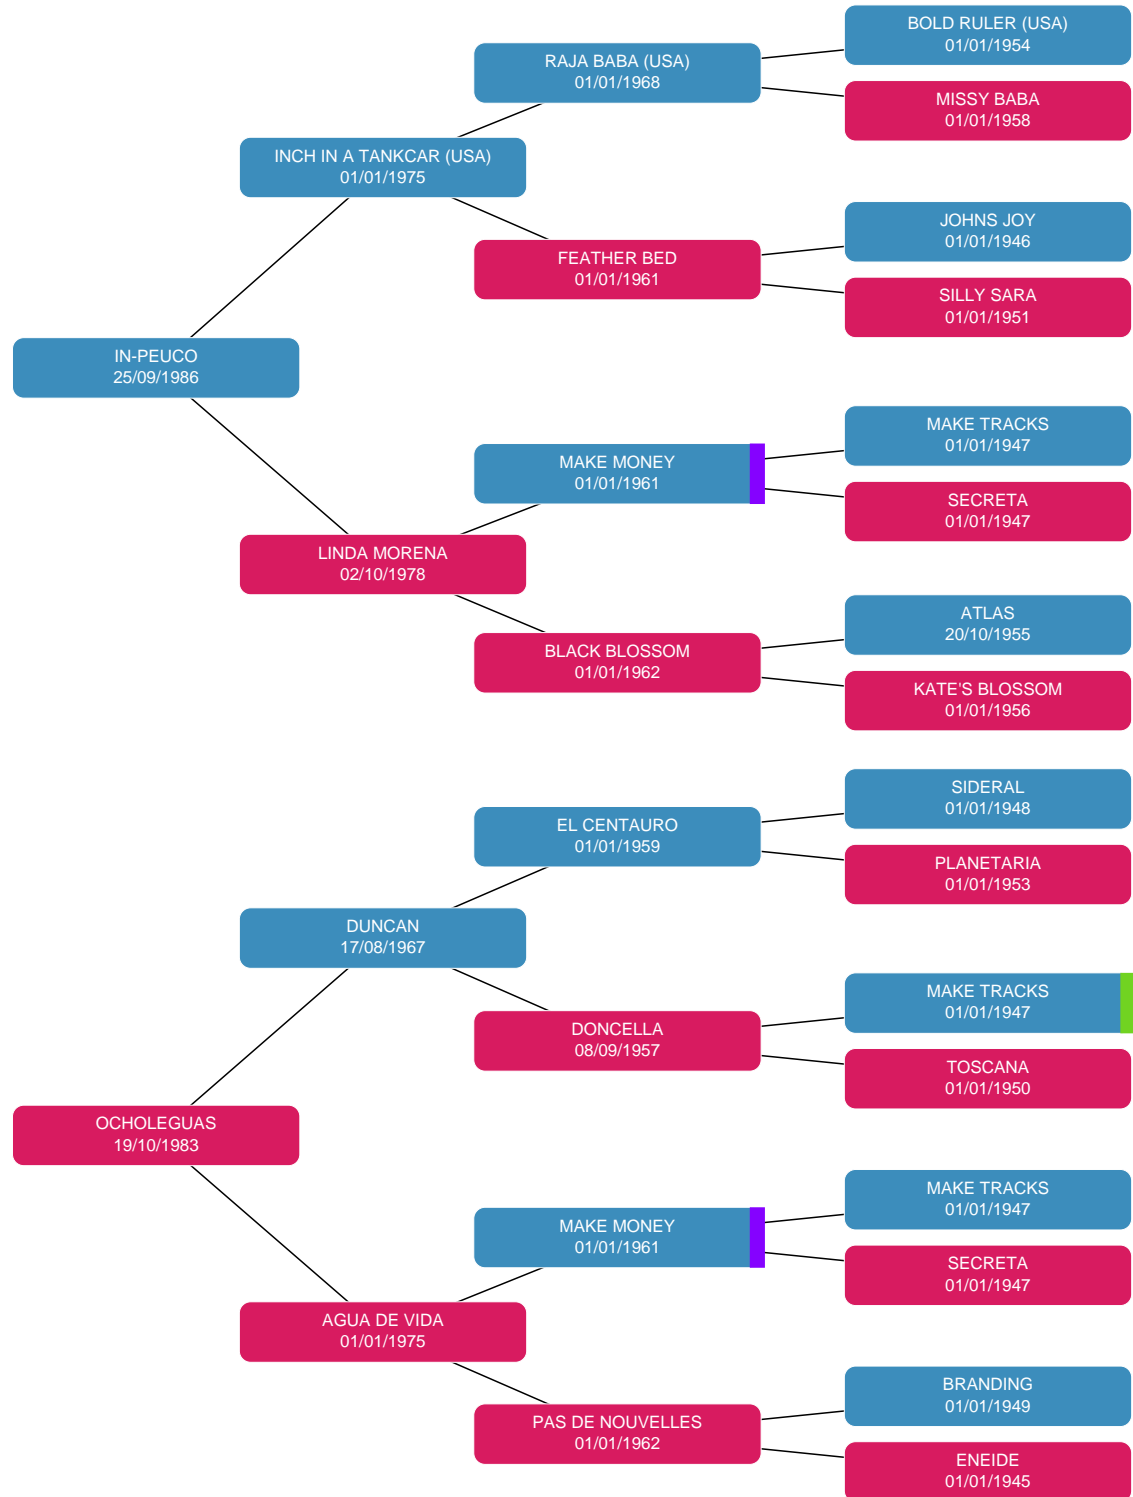 BOLD RULER (USA)
01/01/1954
RAJA BABA (USA)
01/01/1968
MISSY BABA
01/01/1958
INCH IN A TANKCAR (USA)
01/01/1975
JOHNS JOY
01/01/1946
FEATHER BED
01/01/1961
SILLY SARA
01/01/1951
IN-PEUCO
25/09/1986
MAKE TRACKS
01/01/1947
MAKE MONEY
01/01/1961
SECRETA
01/01/1947
LINDA MORENA
02/10/1978
ATLAS
20/10/1955
BLACK BLOSSOM
01/01/1962
KATE'S BLOSSOM
01/01/1956
SIDERAL
01/01/1948
EL CENTAURO
01/01/1959
PLANETARIA
01/01/1953
DUNCAN
17/08/1967
MAKE TRACKS
01/01/1947
DONCELLA
08/09/1957
TOSCANA
01/01/1950
OCHOLEGUAS
19/10/1983
MAKE TRACKS
01/01/1947
MAKE MONEY
01/01/1961
SECRETA
01/01/1947
AGUA DE VIDA
01/01/1975
BRANDING
01/01/1949
PAS DE NOUVELLES
01/01/1962
ENEIDE
01/01/1945